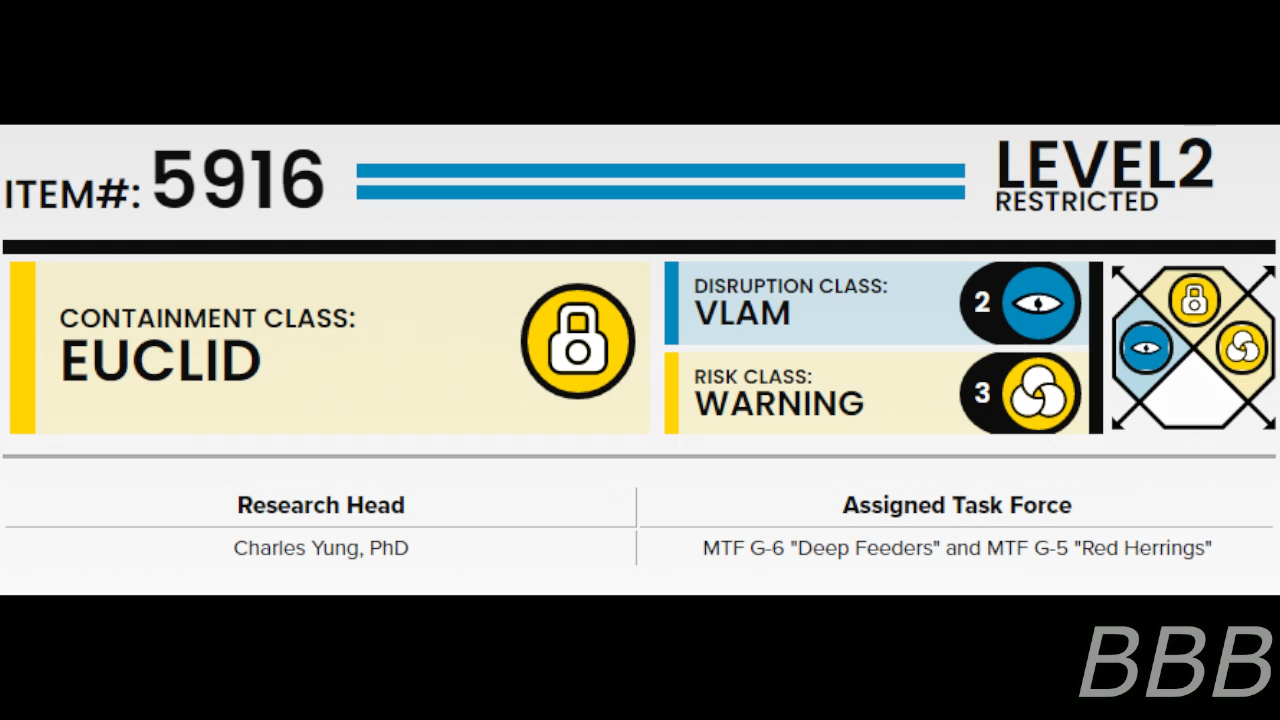 ITEM#: 5916
LEVEL2
RESTRICTED
CONTAINMENT CLASS:
EUCLID
DISRUPTION CLASS:
VLAM
2
RISK CLASS:
WARNING
3
Research Head
Assigned Task Force
Charles Yung, PhD
MTF G-6 "Deep Feeders" and MTF G-5 "Red Herrings"
BBB